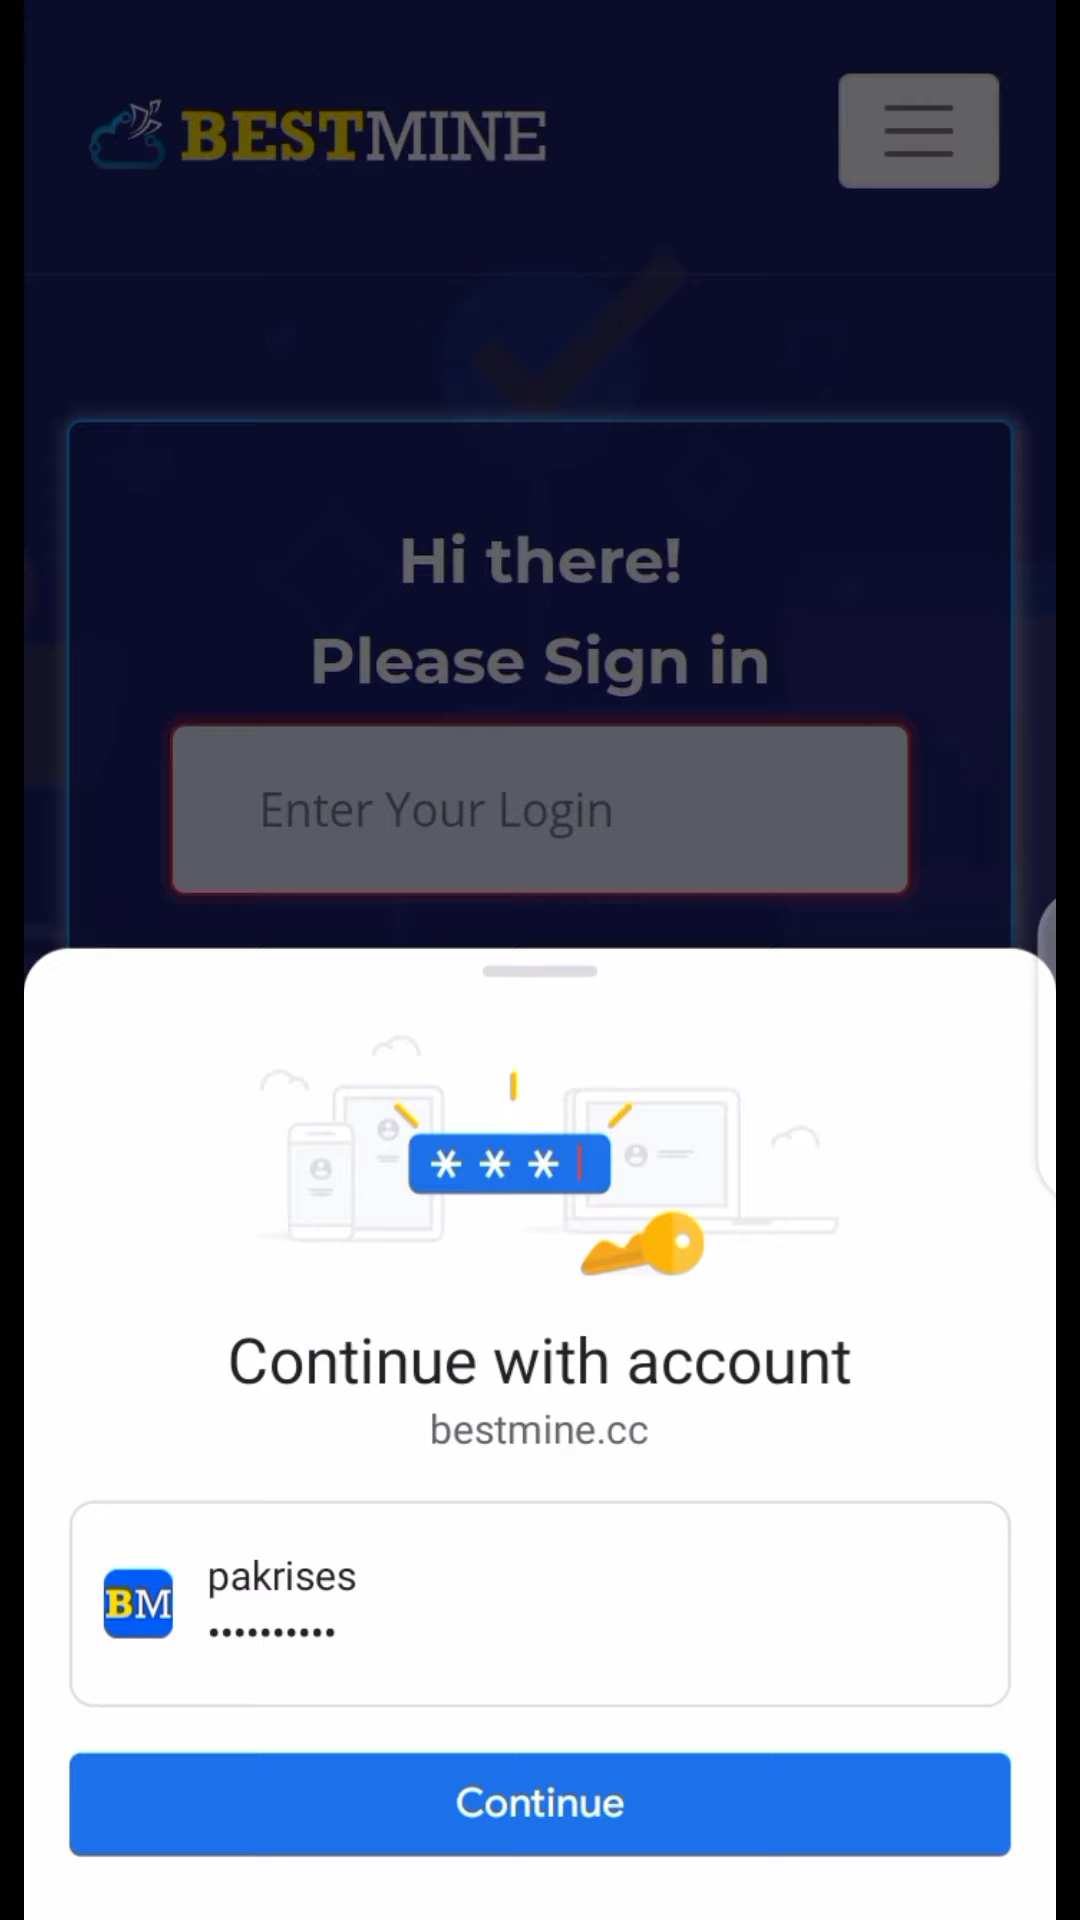 BESTMINE
Hi there!
Please Sign in
Enter Your Login
***
Continue with account
bestmine.cc
BM
pakrises
••••••••••
Continue